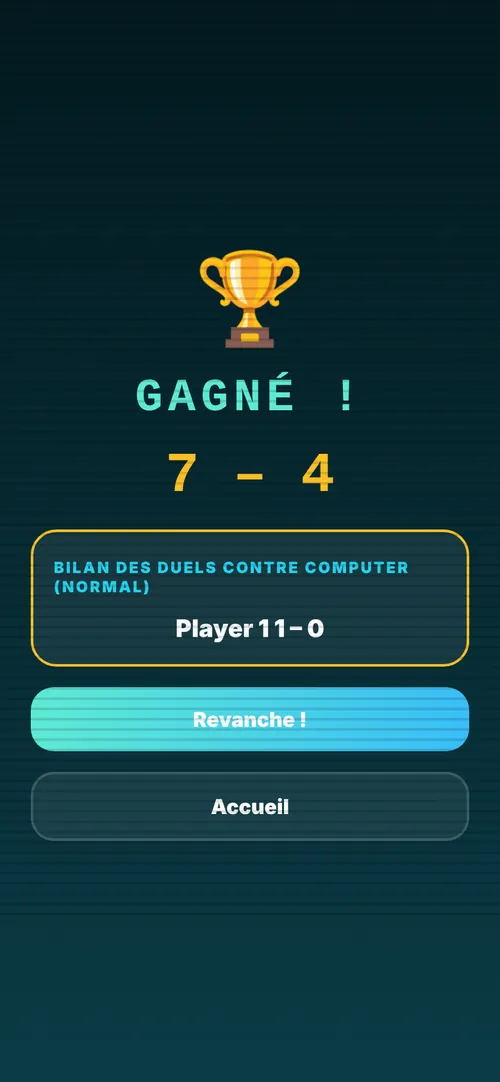 GAGNÉ !
7 – 4
BILAN DES DUELS CONTRE COMPUTER
(NORMAL)
Player 11 – 0
Revanche !
Accueil